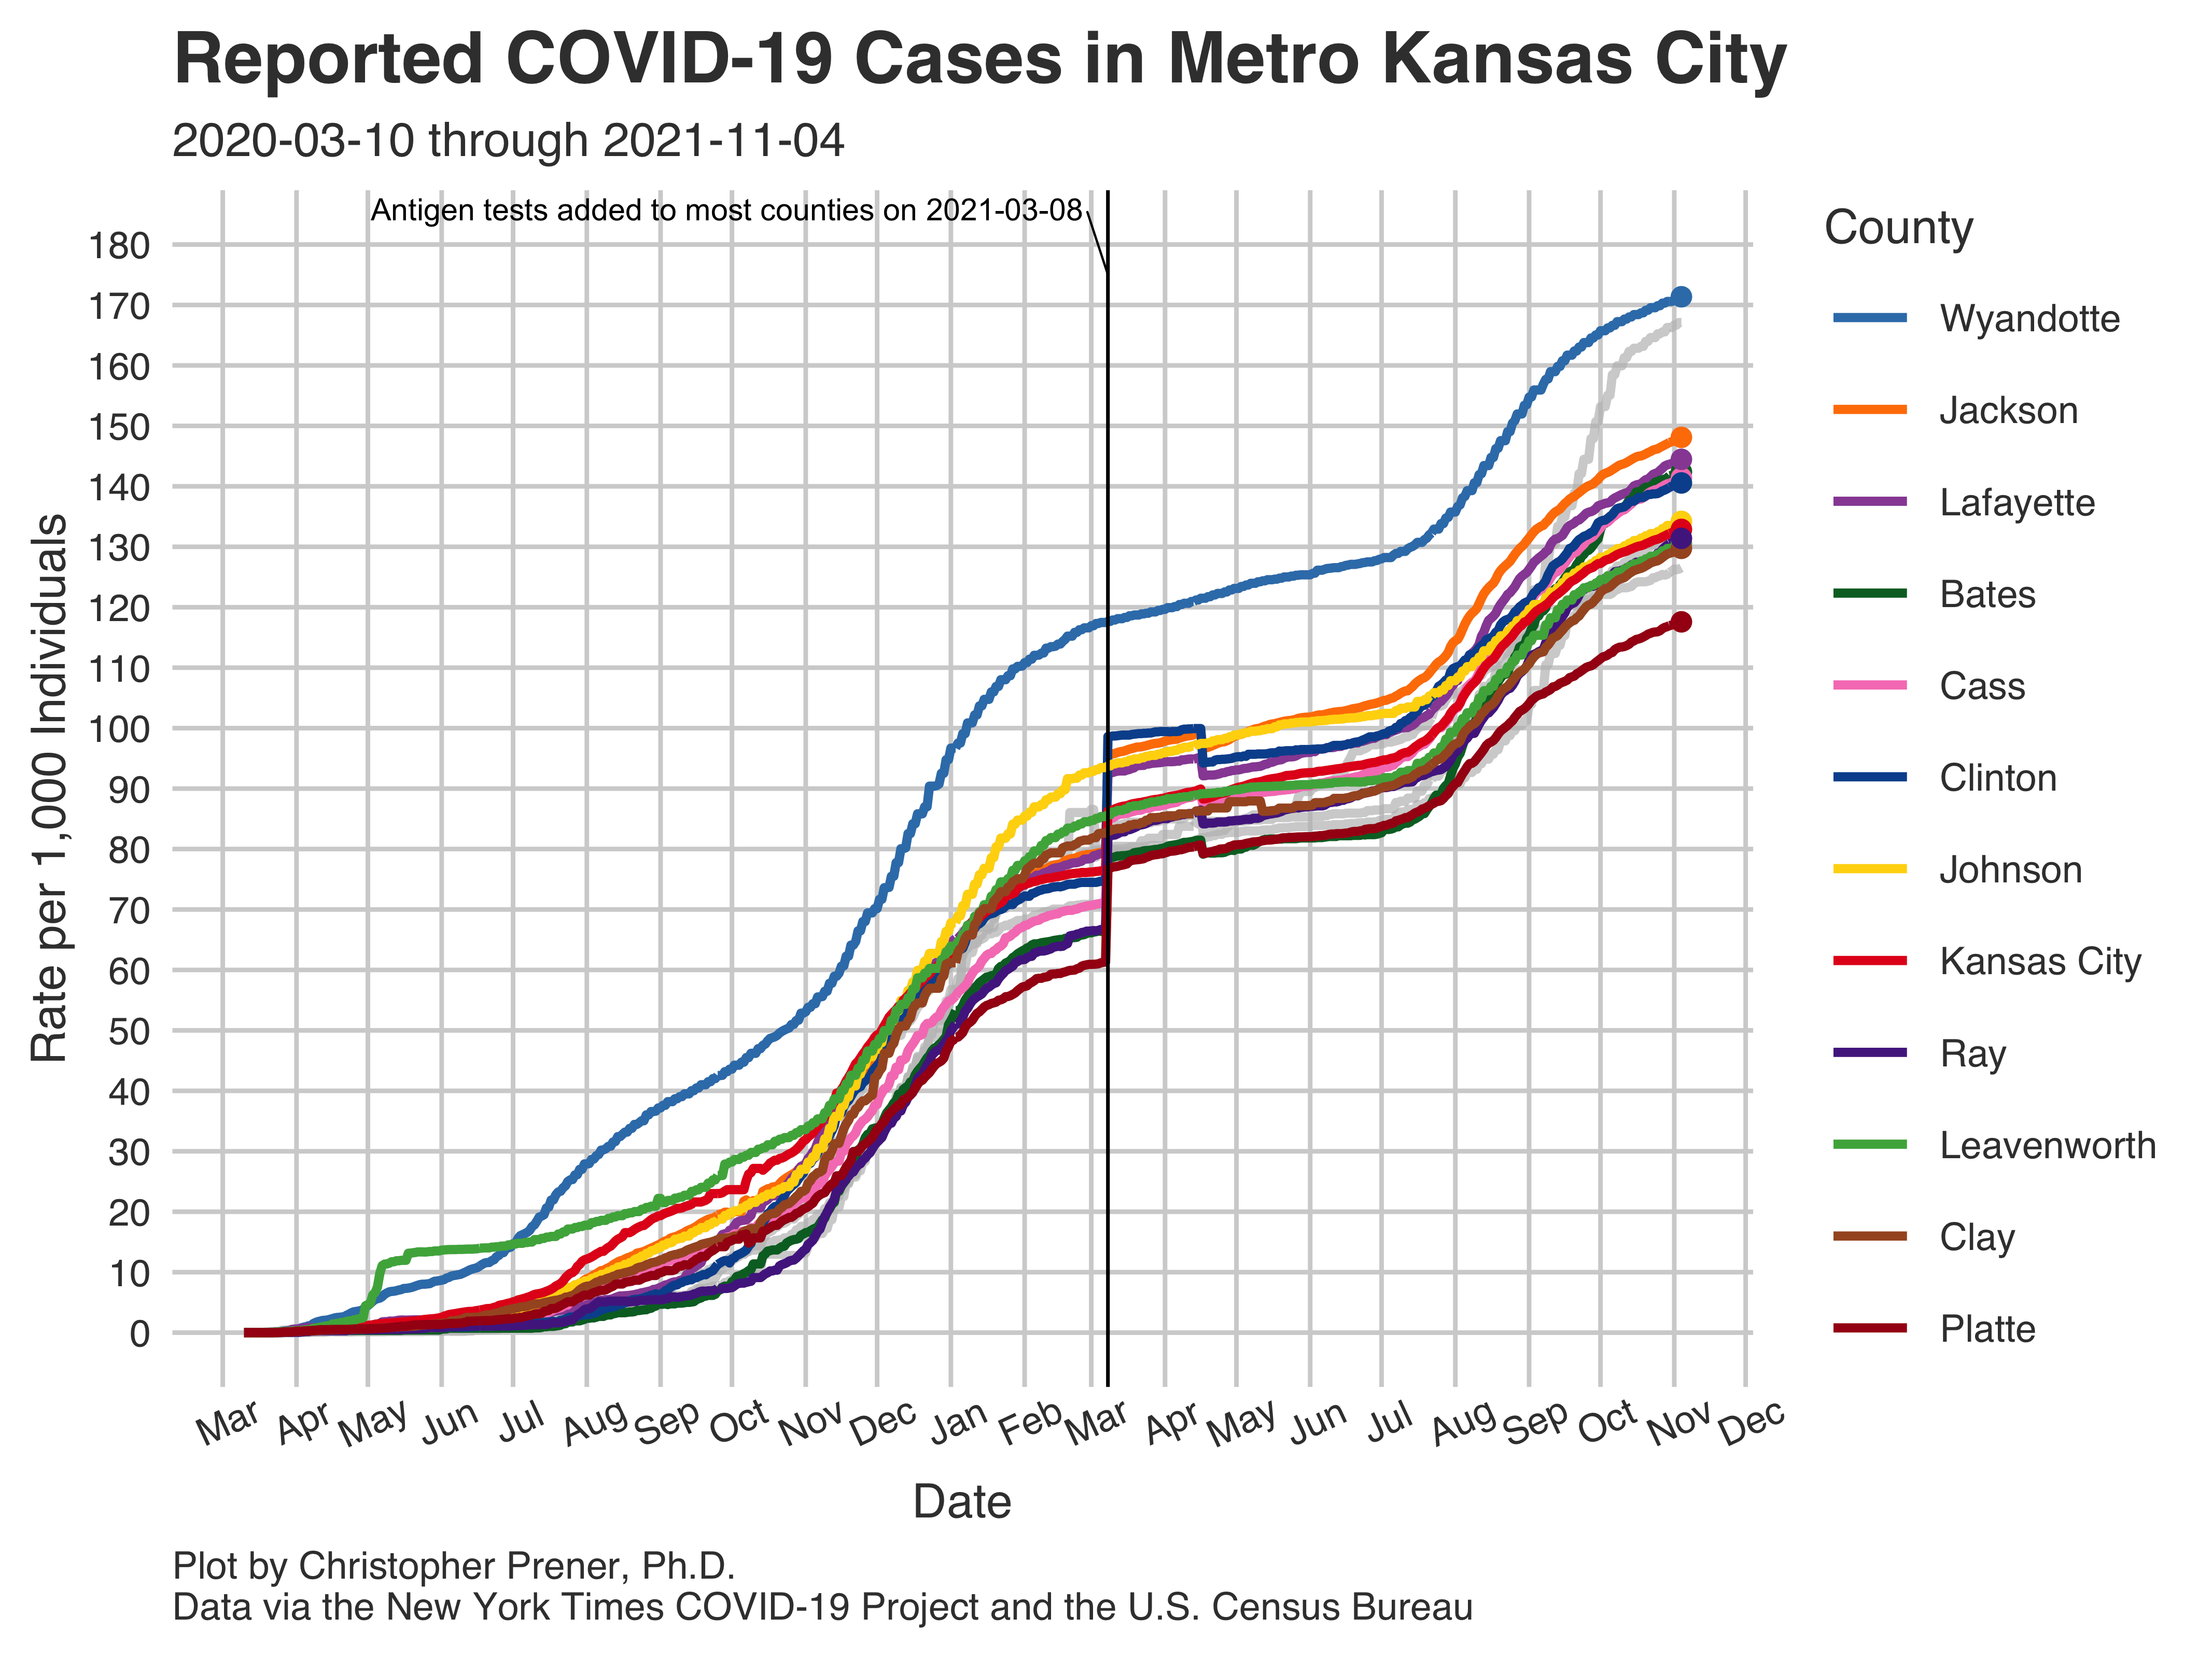 Reported COVID-19 Cases in Metro Kansas City
2020-03-10 through 2021-11-04
Antigen tests added to most counties on 2021-03-08
Rate per 1,000 Individuals
180
170
160
150
140
130
120
110
100
90
80
70
60
50
40
30
20
10
0
Mar Apr May Jun Jul Aug Sep Oct Nov Dec Jan Feb Mar Apr May Jun Jul Aug Sep Oct Nov Dec
Date
County
Wyandotte
Jackson
Lafayette
Bates
Cass
Clinton
Johnson
Kansas City
Ray
Leavenworth
Clay
Platte
Plot by Christopher Prener, Ph.D.
Data via the New York Times COVID-19 Project and the U.S. Census Bureau